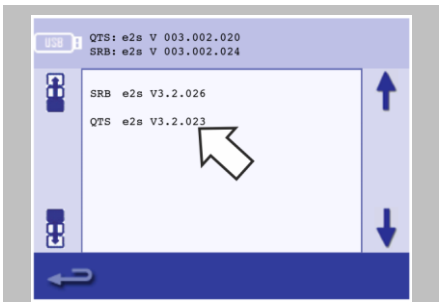 USB
QTS: e2s V 003.002.020
SRB: e2s V 003.002.024
SRB e2s V3.2.026
QTS e2s V3.2.023